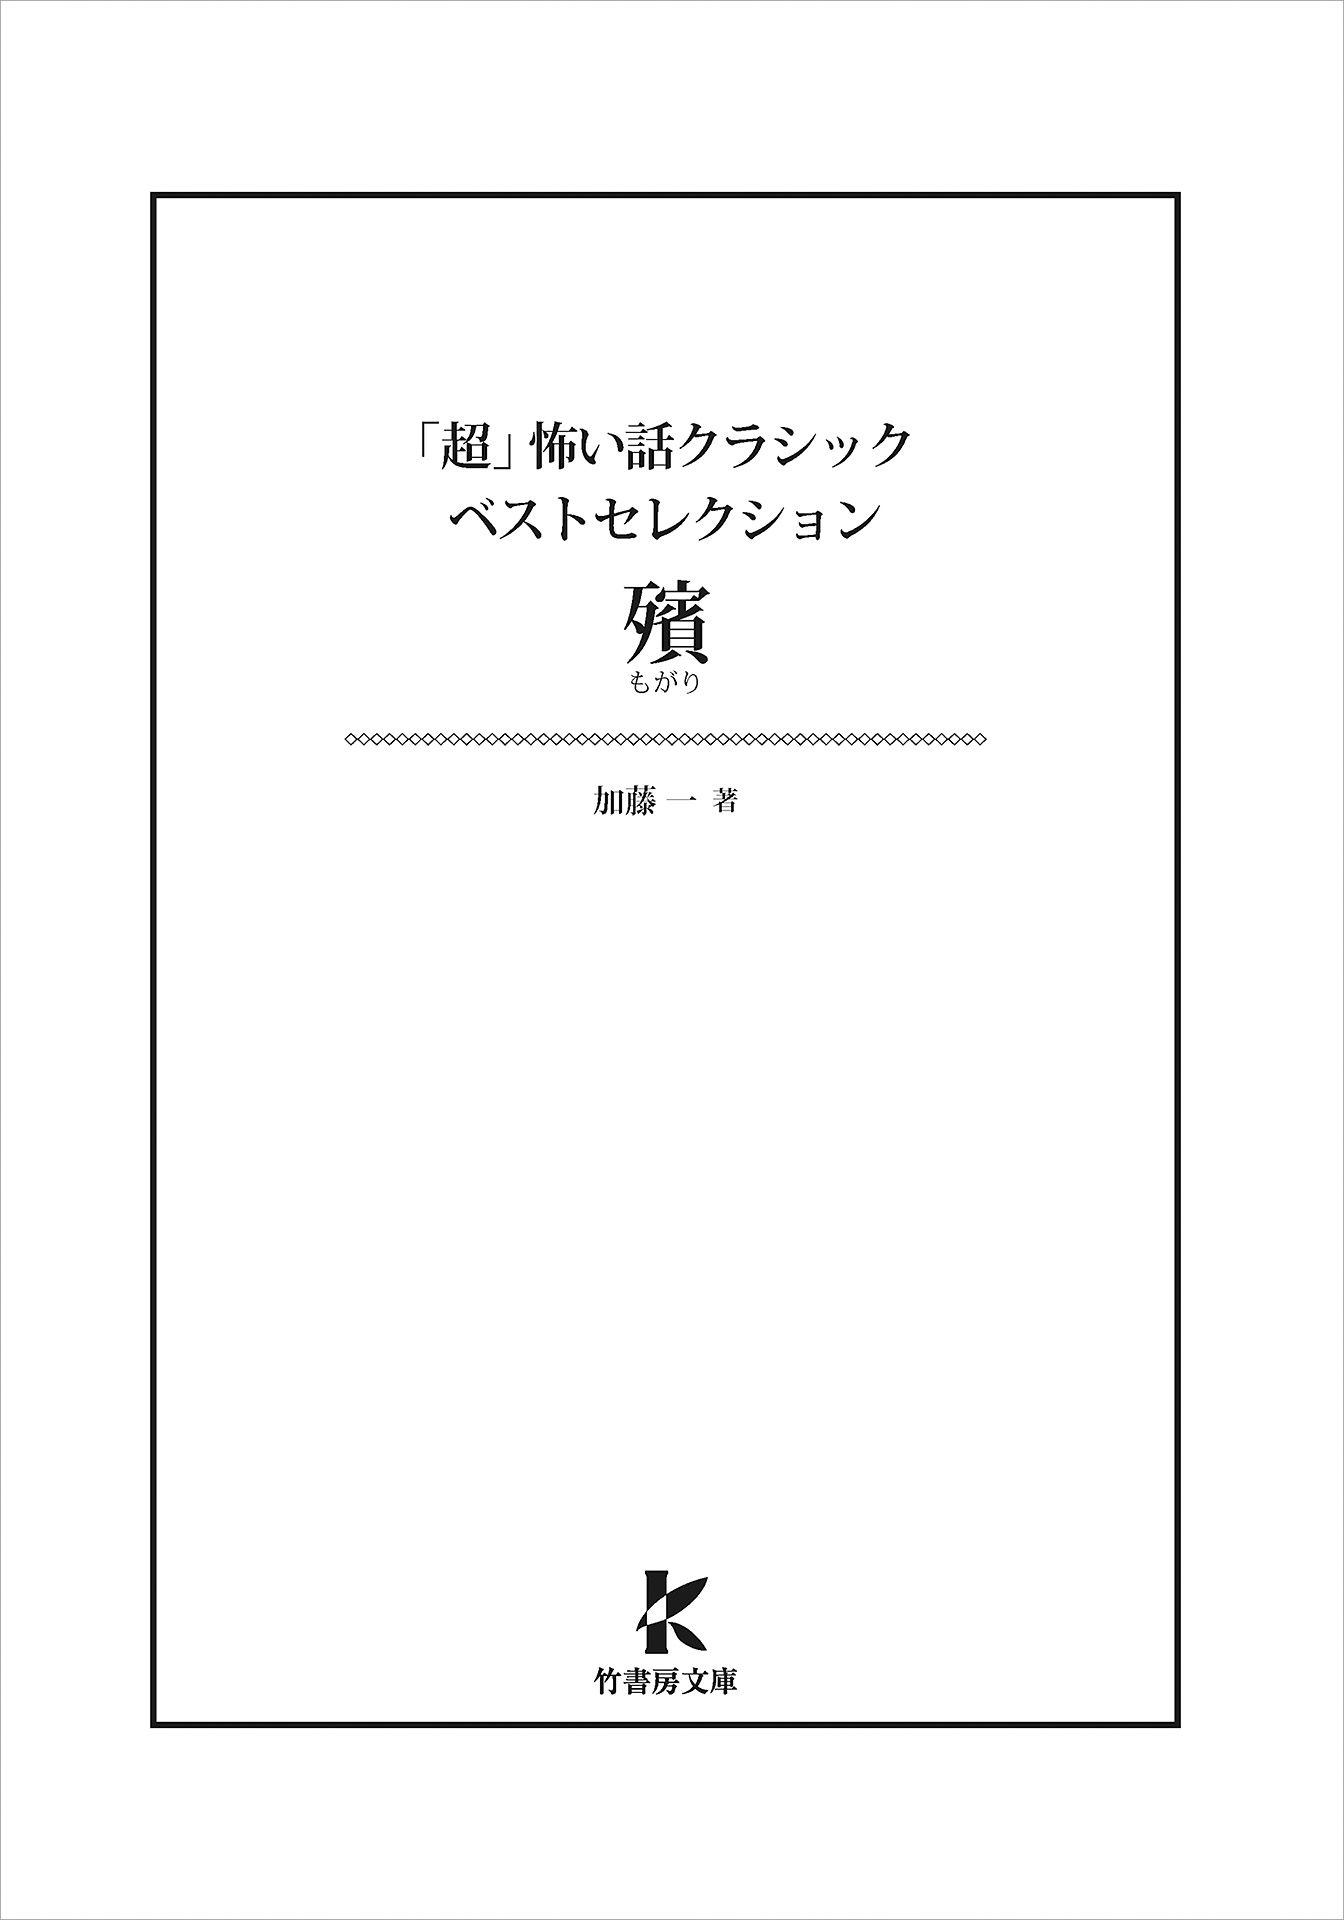 「超」怖い話クラシック
ベストセレクション
殯
もがり
加藤 一 著
竹書房文庫